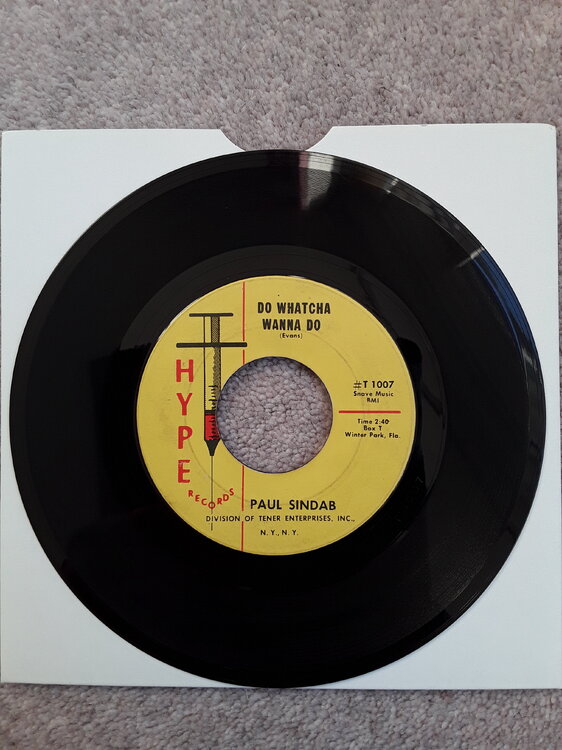 DO WHATCHA
WANNA DO
(Evans)
HYPE
RECORDS
#T 1007
Snave Music
BMI
Time 2:40
Box T
Winter Park, Fla.
PAUL SINDAB
DIVISION OF TENER ENTERPRISES, INC.,
N. Y., N. Y.